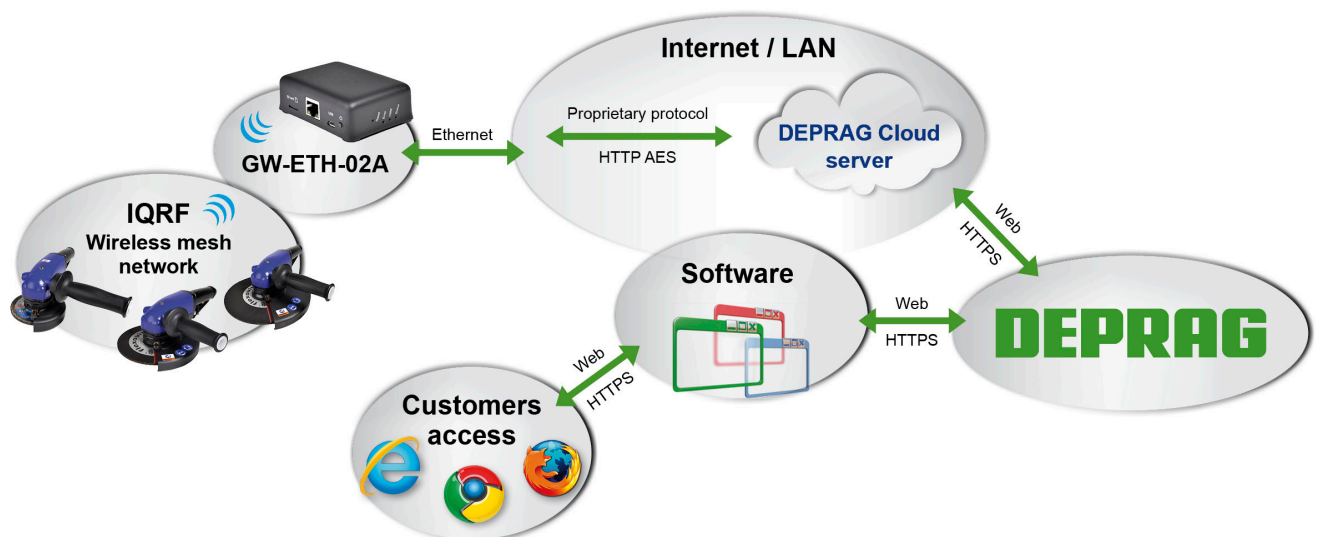 Internet / LAN
Proprietary protocol
HTTP AES
DEPRAG Cloud
server
Ethernet
GW-ETH-02A
IQRF
Wireless mesh
network
Web
HTTPS
Software
Web
HTTPS
DEPRAG
Web
HTTPS
Customers
access